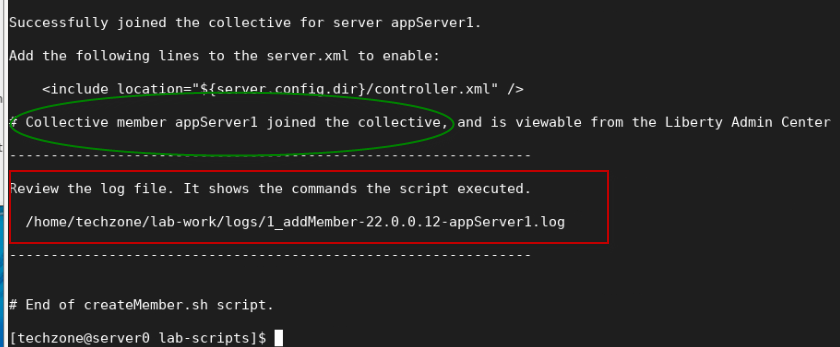 Successfully joined the collective for server appServer1.
Add the following lines to the server.xml to enable:
<include location="${server.config.dir}/controller.xml" />
# Collective member appServer1 joined the collective, and is viewable from the Liberty Admin Center
---------------------------------------------------------------
Review the log file. It shows the commands the script executed.
/home/techzone/lab-work/logs/1_addMember-22.0.0.12-appServer1.log
---------------------------------------------------------------
# End of createMember.sh script.
[techzone@server0 lab-scripts]$